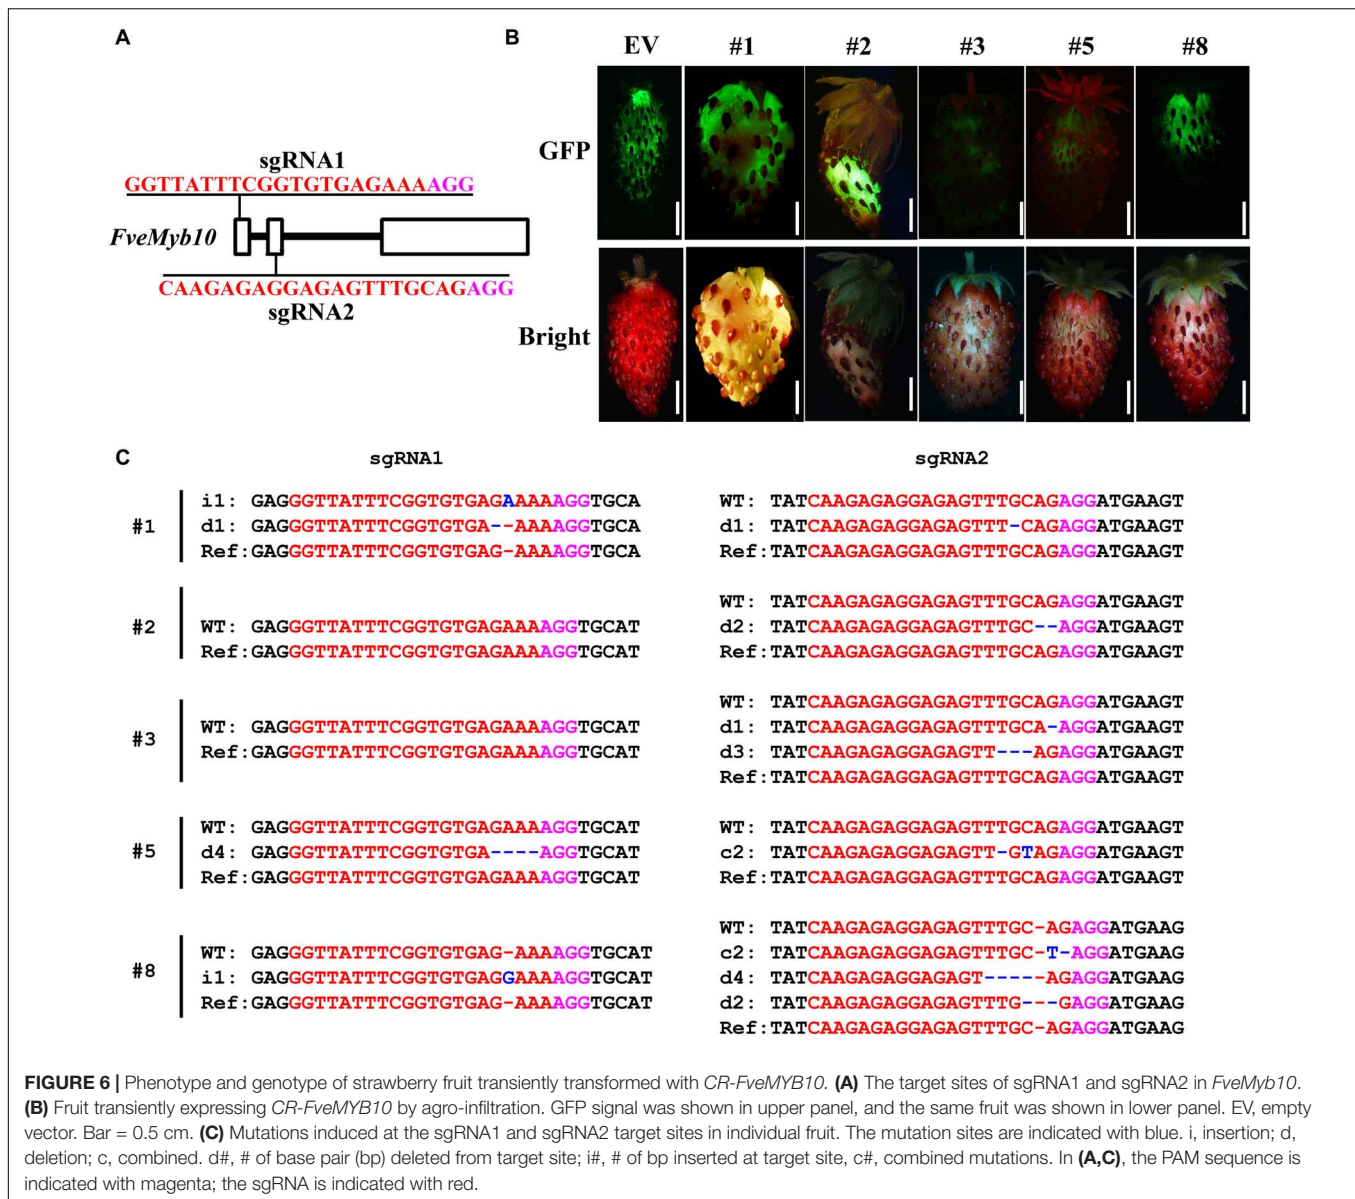 A
B
EV #1 #2 #3 #5 #8
sgRNA1
GGTTATTTCGGTGTGAGAAAAGG
GFP
FveMyb10
CAAGAGAGGAGAGTTTGCAGAGG
sgRNA2
Bright
C
sgRNA1 sgRNA2
#1
i1: GAGGGTTATTTCGGTGTGAGAAAAAGGTGCA
d1: GAGGGTTATTTCGGTGTGA--AAAAGGTGCA
Ref:GAGGGTTATTTCGGTGTGAG-AAAAGGTGCA
WT: TATCAAGAGAGGAGAGTTTGCAGAGGATGAAGT
d1: TATCAAGAGAGGAGAGTTT-CAGAGGATGAAGT
Ref:TATCAAGAGAGGAGAGTTTGCAGAGGATGAAGT
#2
WT: GAGGGTTATTTCGGTGTGAGAAAAGGTGCAT
Ref:GAGGGTTATTTCGGTGTGAGAAAAGGTGCAT
WT: TATCAAGAGAGGAGAGTTTGCAGAGGATGAAGT
d2: TATCAAGAGAGGAGAGTTTGC--AGGATGAAGT
Ref:TATCAAGAGAGGAGAGTTTGCAGAGGATGAAGT
#3
WT: GAGGGTTATTTCGGTGTGAGAAAAGGTGCAT
Ref:GAGGGTTATTTCGGTGTGAGAAAAGGTGCAT
WT: TATCAAGAGAGGAGAGTTTGCAGAGGATGAAGT
d1: TATCAAGAGAGGAGAGTTTGCA-AGGATGAAGT
d3: TATCAAGAGAGGAGAGTT---AGAGGATGAAGT
Ref:TATCAAGAGAGGAGAGTTTGCAGAGGATGAAGT
#5
WT: GAGGGTTATTTCGGTGTGAGAAAAGGTGCAT
d4: GAGGGTTATTTCGGTGTGA----AGGTGCAT
Ref:GAGGGTTATTTCGGTGTGAGAAAAGGTGCAT
WT: TATCAAGAGAGGAGAGTTTGCAGAGGATGAAGT
c2: TATCAAGAGAGGAGAGTT-GTAGAGGATGAAGT
Ref:TATCAAGAGAGGAGAGTTTGCAGAGGATGAAGT
#8
WT: GAGGGTTATTTCGGTGTGAG-AAAAGGTGCAT
i1: GAGGGTTATTTCGGTGTGAGGAAAAGGTGCAT
Ref:GAGGGTTATTTCGGTGTGAG-AAAAGGTGCAT
WT: TATCAAGAGAGGAGAGTTTGC-AGAGGATGAAG
c2: TATCAAGAGAGGAGAGTTTGC-T-AGGATGAAG
d4: TATCAAGAGAGGAGAGT-----AGAGGATGAAG
d2: TATCAAGAGAGGAGAGTTTG---GAGGATGAAG
Ref:TATCAAGAGAGGAGAGTTTGC-AGAGGATGAAG
FIGURE 6 | Phenotype and genotype of strawberry fruit transiently transformed with CR-FveMYB10. (A) The target sites of sgRNA1 and sgRNA2 in FveMyb10.
(B) Fruit transiently expressing CR-FveMYB10 by agro-infiltration. GFP signal was shown in upper panel, and the same fruit was shown in lower panel. EV, empty
vector. Bar = 0.5 cm. (C) Mutations induced at the sgRNA1 and sgRNA2 target sites in individual fruit. The mutation sites are indicated with blue. i, insertion; d,
deletion; c, combined. d#, # of base pair (bp) deleted from target site; i#, # of bp inserted at target site, c#, combined mutations. In (A,C), the PAM sequence is
indicated with magenta; the sgRNA is indicated with red.